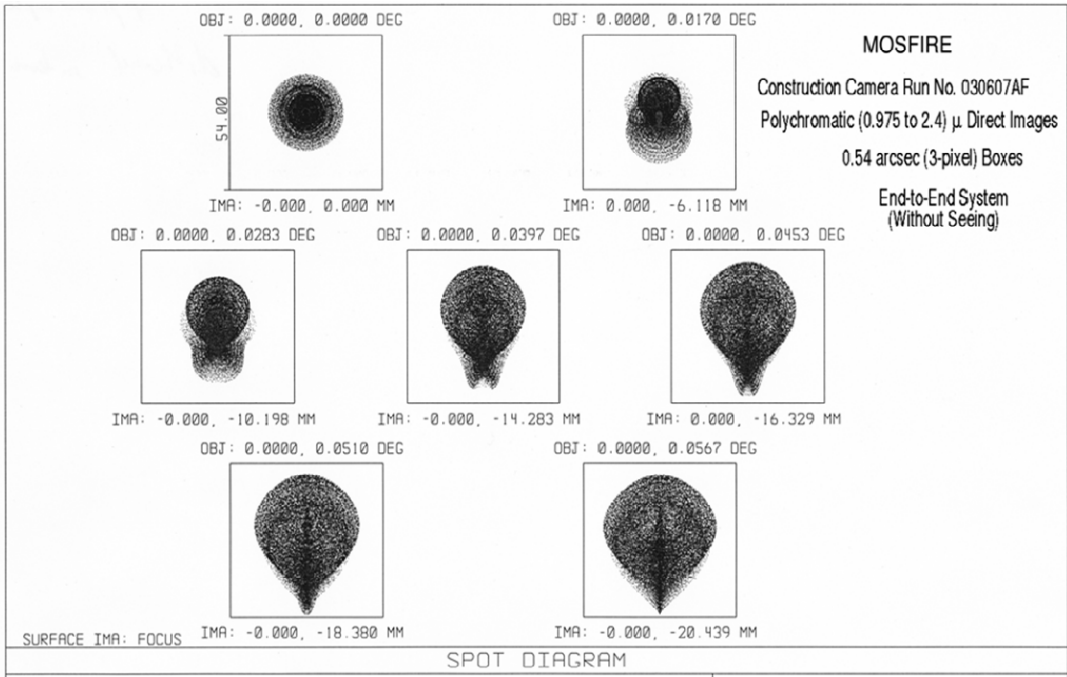 OBJ: 0.0000, 0.0000 DEG
OBJ: 0.0000, 0.0170 DEG
MOSFIRE
54.00
Construction Camera Run No. 030607AF
Polychromatic (0.975 to 2.4) µ Direct Images
0.54 arcsec (3-pixel) Boxes
End-to-End System
(Without Seeing)
IMA: -0.000, 0.000 MM
IMA: 0.000, -6.118 MM
OBJ: 0.0000, 0.0283 DEG
OBJ: 0.0000, 0.0397 DEG
OBJ: 0.0000, 0.0453 DEG
IMA: -0.000, -10.198 MM
IMA: -0.000, -14.283 MM
IMA: 0.000, -16.329 MM
OBJ: 0.0000, 0.0510 DEG
OBJ: 0.0000, 0.0567 DEG
SURFACE IMA: FOCUS
IMA: -0.000, -18.380 MM
IMA: -0.000, -20.439 MM
SPOT DIAGRAM